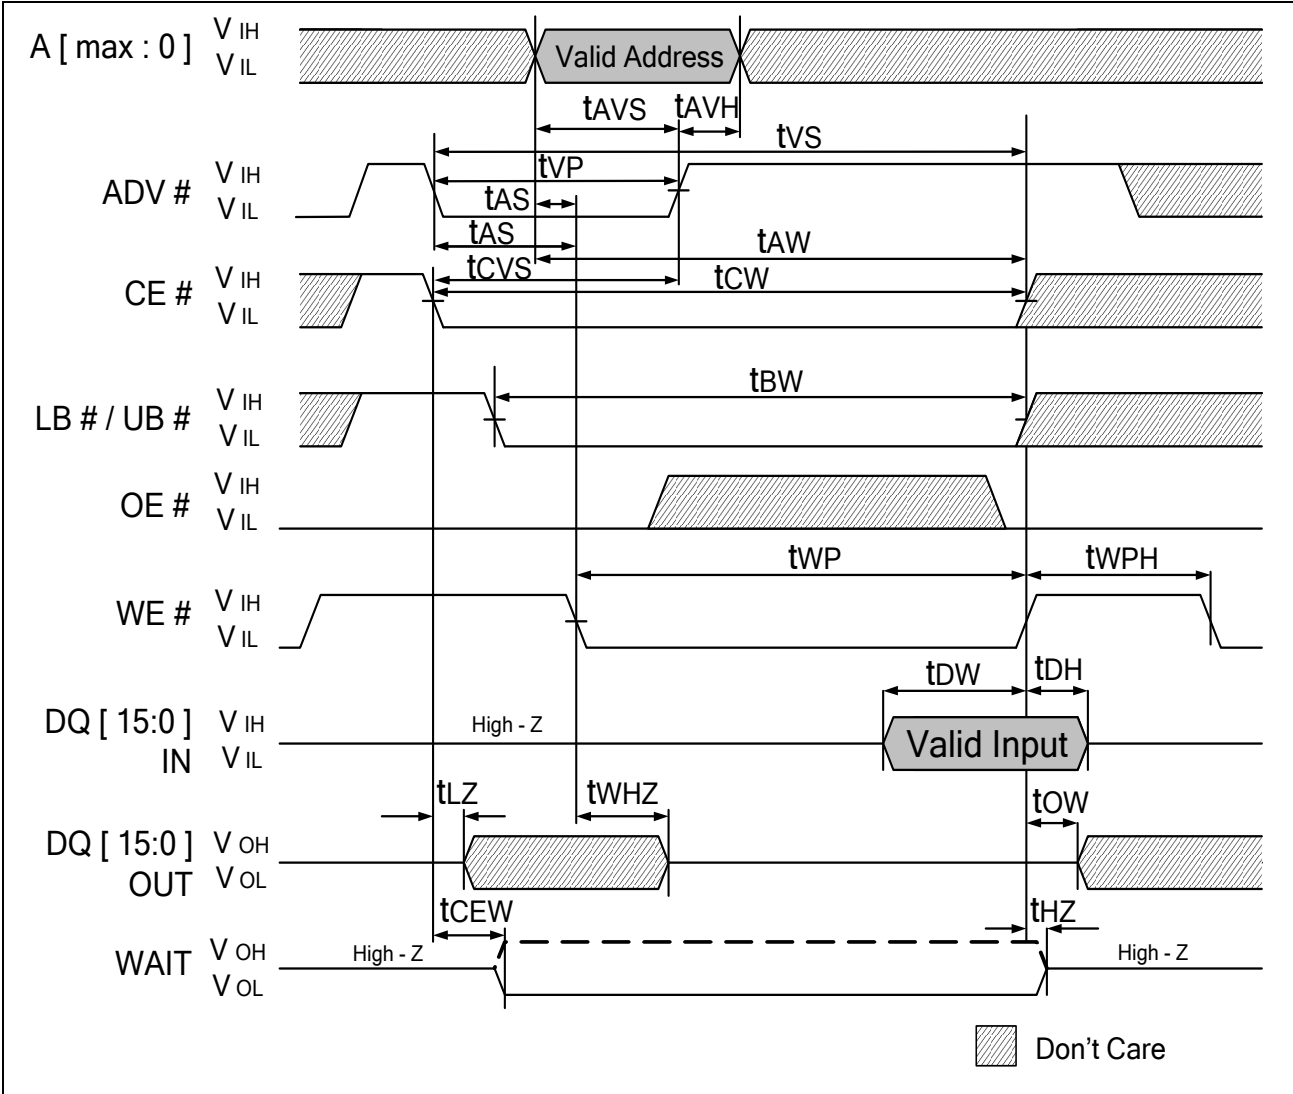 A [ max : 0 ] V IH
V IL
Valid Address
tAVS tAVH
tVS
ADV # V IH
V IL
tVP
tAS
tAS
tAW
tCVS
CE # V IH
V IL
tCW
tBW
LB # / UB # V IH
V IL
OE # V IH
V IL
tWP tWPH
WE # V IH
V IL
tDW tDH
DQ [ 15:0 ] V IH
IN V IL
High - Z
Valid Input
tLZ tWHZ tOW
DQ [ 15:0 ] V OH
OUT V OL
tCEW tHZ
WAIT V OH
V OL
High - Z High - Z
Don't Care